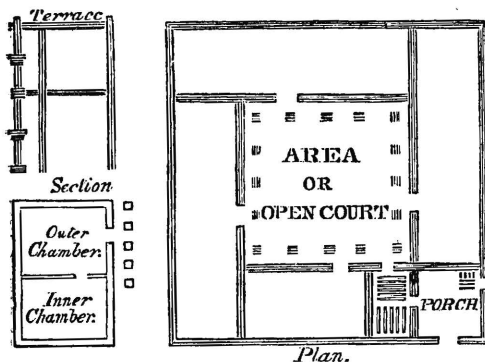 Terrace
Section
Outer
Chamber.
Inner
Chamber.
AREA
OR
OPEN COURT
PORCH
Plan.